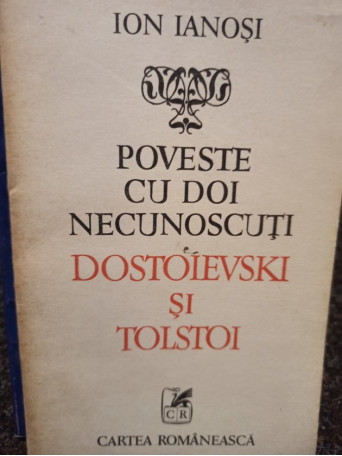 ION IANOȘI
POVESTE
CU DOI
NECUNOSCUȚI
DOSTOIEVSKI
ȘI
TOLSTOI
CR
CARTEA ROMÂNEASCĂ